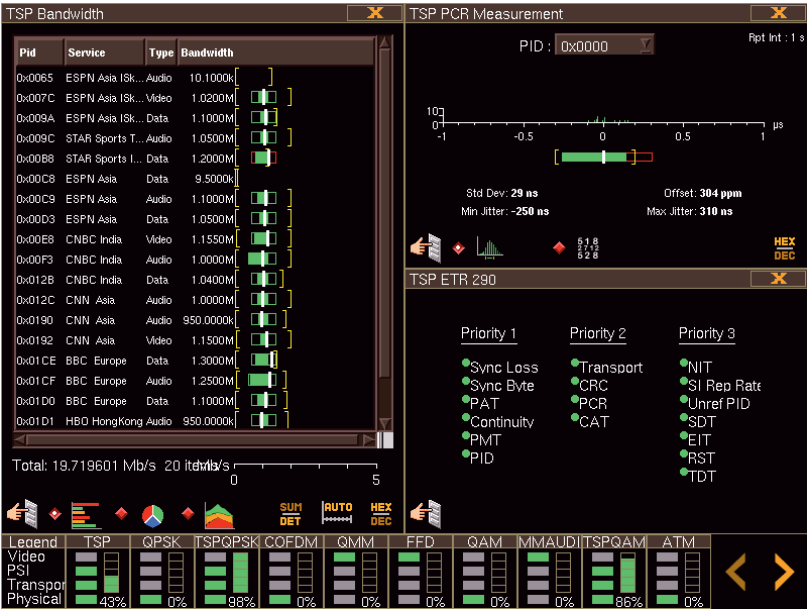 TSP Bandwidth
Pid Service Type Bandwidth
0x0065 ESPN Asia ISk... Audio 10.1000k
0x007C ESPN Asia ISk... Video 1.0200M
0x009A ESPN Asia ISk... Data 1.1000M
0x009C STAR Sports T... Audio 1.0500M
0x00B8 STAR Sports I... Data 1.2000M
0x00C8 ESPN Asia Data 9.5000k
0x00C9 ESPN Asia Audio 1.1000M
0x00D3 ESPN Asia Data 1.0500M
0x00E8 CNBC India Video 1.1550M
0x00F3 CNBC India Audio 1.0000M
0x012B CNBC India Data 1.0400M
0x012C CNN Asia Data 1.0000M
0x0190 CNN Asia Audio 950.0000k
0x0192 CNN Asia Video 1.1500M
0x01CE BBC Europe Data 1.3000M
0x01CF BBC Europe Audio 1.2500M
0x01D0 BBC Europe Data 1.1000M
0x01D1 HBO HongKong Audio 950.0000k
Total: 19.719601 Mb/s 20 items
Mb/s
0 5
SUM DET
AUTO
HEX DEC
TSP PCR Measurement
PID : 0x0000
Rpt Int : 1 s
10
0
-1 -0.5 0 0.5 1 µs
Std Dev: 29 ns Offset: 304 ppm
Min Jitter: -250 ns Max Jitter: 310 ns
518
2712
628
HEX
DEC
TSP ETR 290
Priority 1 Priority 2 Priority 3
Sync Loss Transport NIT
Sync Byte CRC SI Rep Rate
PAT PCR Unref PID
Continuity CAT SDT
PMT EIT
PID RST
TDT
Legend TSP QPSK TSPQPSK COFDM QMM FFD QAM MMAUDI TSPQAM ATM
Video
PSI
Transpor
Physical 43% 0% 98% 0% 0% 0% 0% 0% 86% 0%